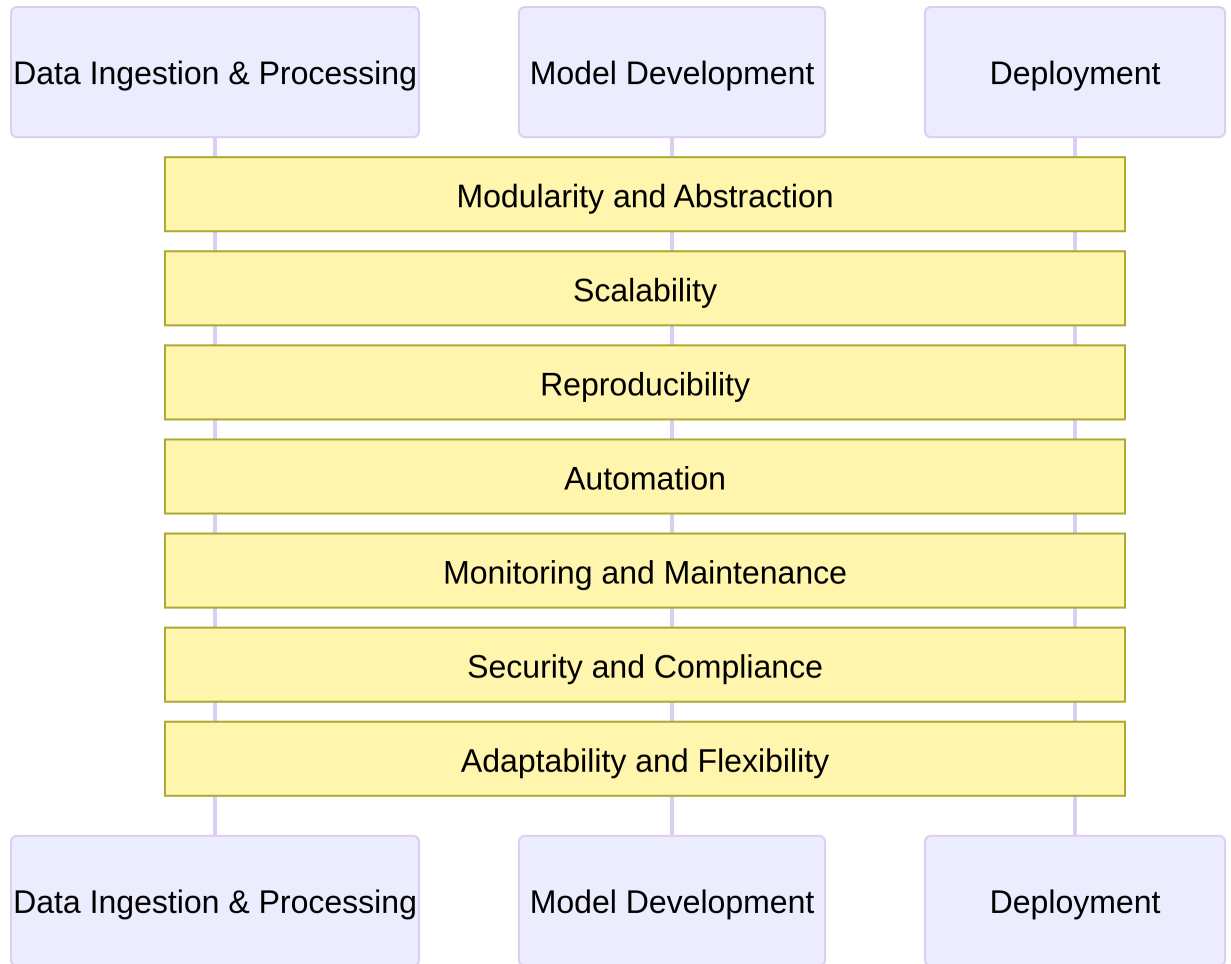 Data Ingestion & Processing
Model Development
Deployment
Modularity and Abstraction
Scalability
Reproducibility
Automation
Monitoring and Maintenance
Security and Compliance
Adaptability and Flexibility
Data Ingestion & Processing
Model Development
Deployment